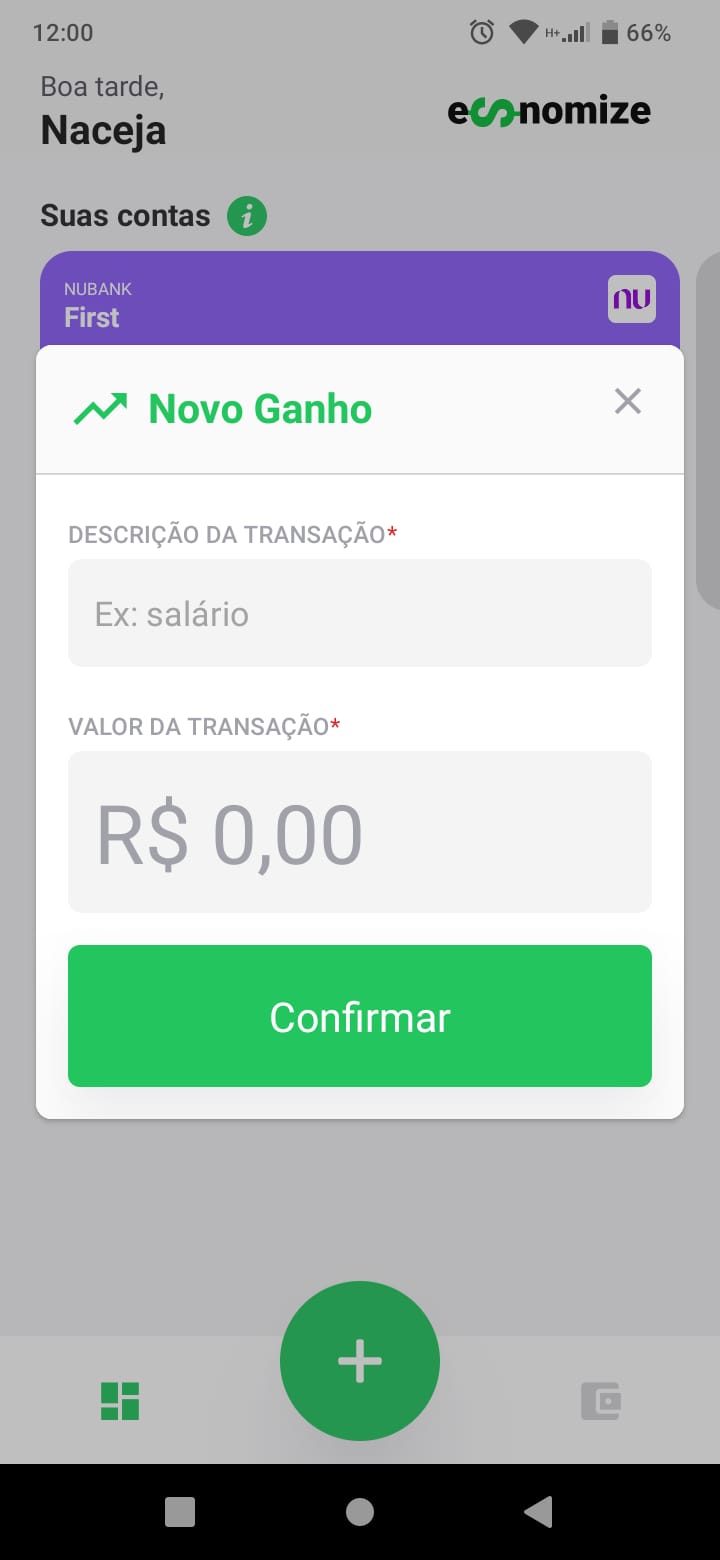 12:00
H+
66%
Boa tarde,
Naceja
economize
Suas contas
i
NUBANK
First
nu
Novo Ganho
DESCRIÇÃO DA TRANSAÇÃO*
Ex: salário
VALOR DA TRANSAÇÃO*
R$ 0,00
Confirmar